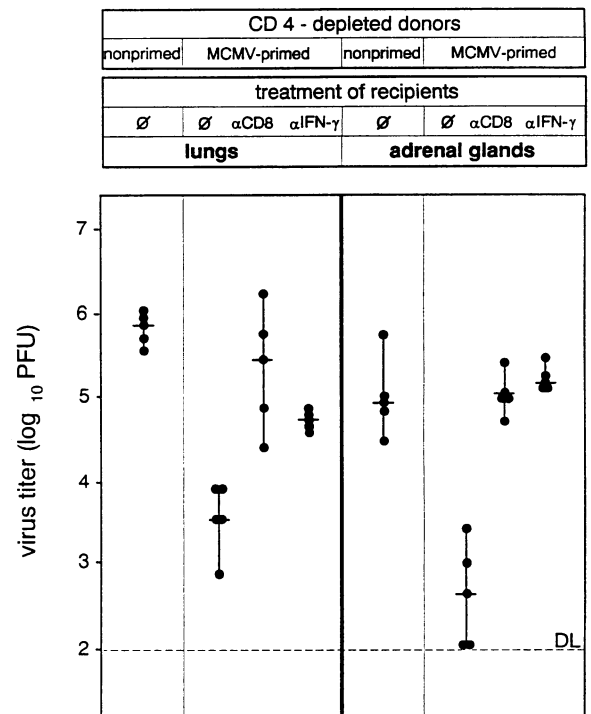 CD 4 - depleted donors
nonprimed MCMV-primed nonprimed MCMV-primed
treatment of recipients
Ø Ø αCD8 αIFN-γ Ø Ø αCD8 αIFN-γ
lungs adrenal glands
7
6
5
4
3
2
virus titer (log 10 PFU)
DL